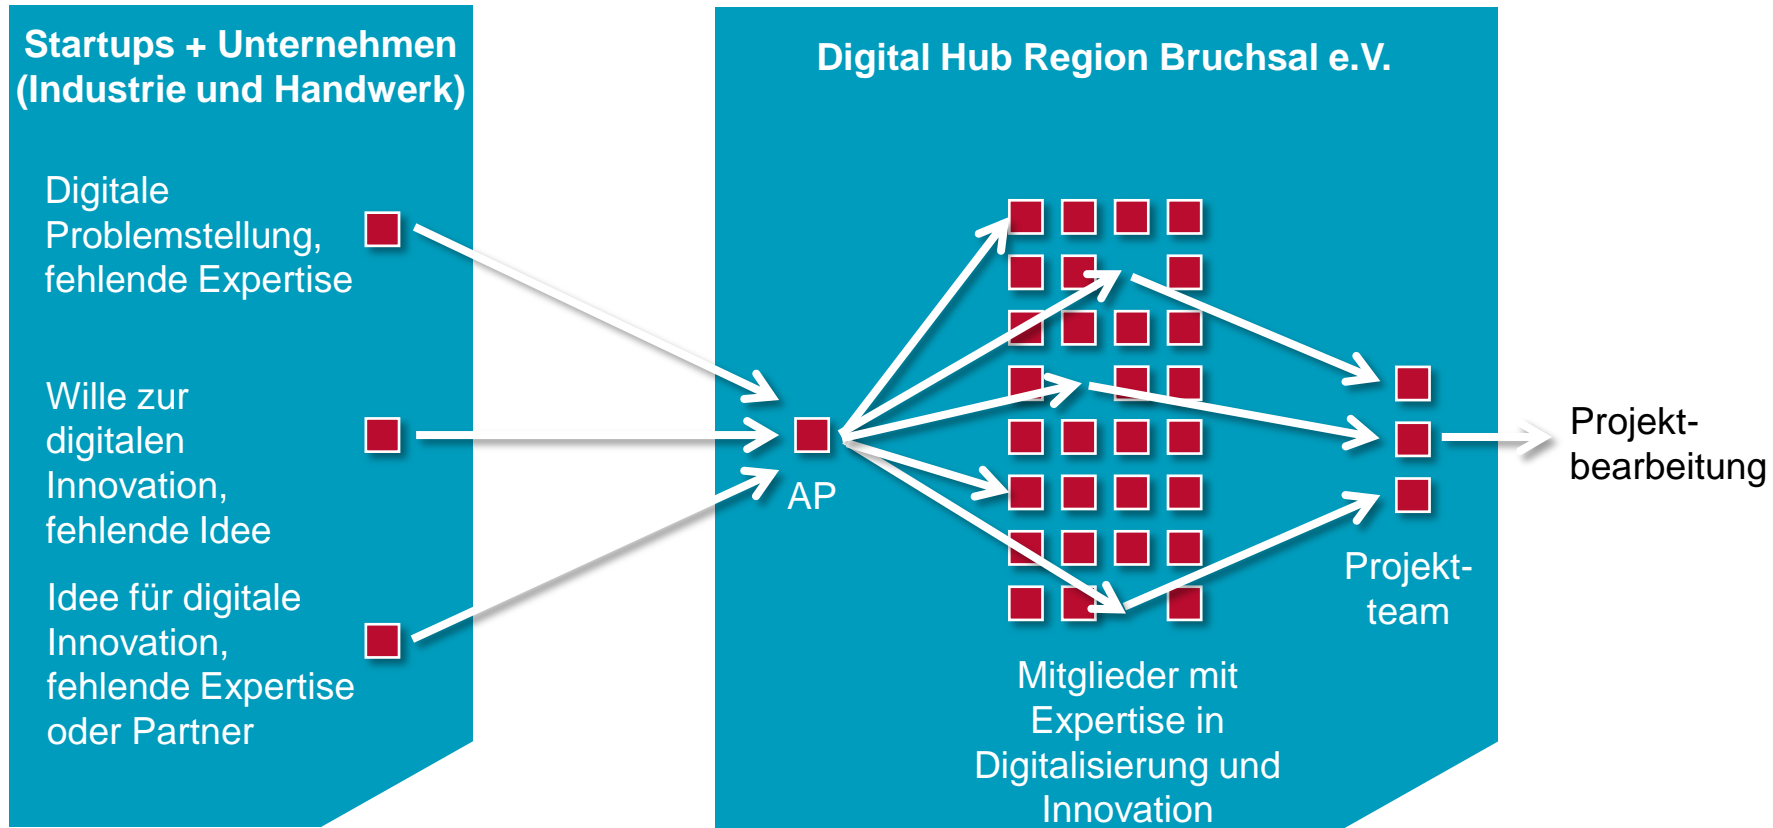 Startups + Unternehmen
(Industrie und Handwerk)
Digitale
Problemstellung,
fehlende Expertise
Wille zur
digitalen
Innovation,
fehlende Idee
Idee für digitale
Innovation,
fehlende Expertise
oder Partner
Digital Hub Region Bruchsal e.V.
AP
Mitglieder mit
Expertise in
Digitalisierung und
Innovation
Projekt-
team
Projekt-
bearbeitung